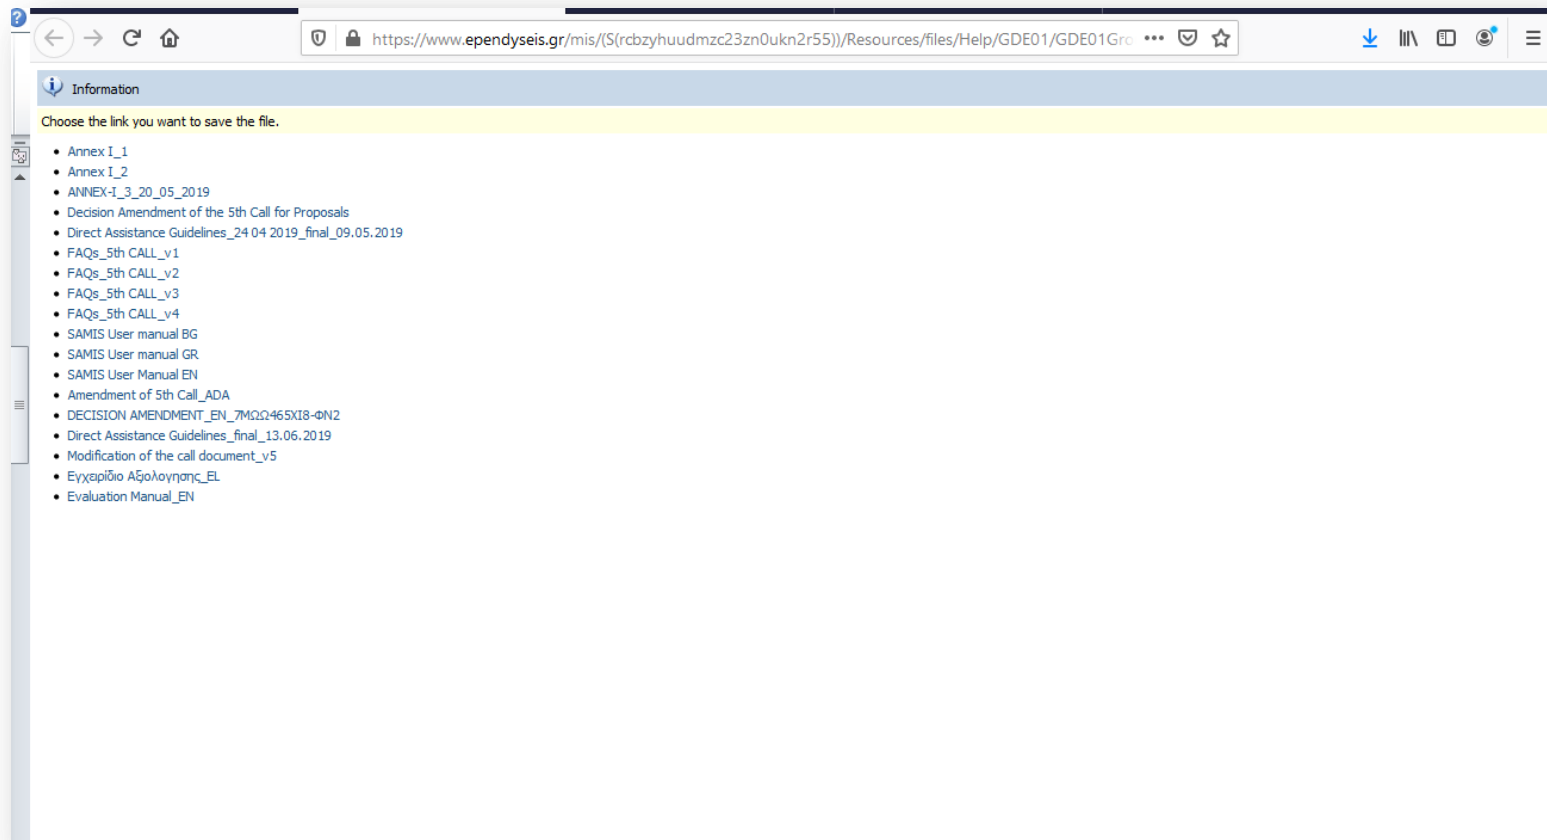 https://www.ependyseis.gr/mis/(S(rcbzyhuudmzc23zn0ukn2r55))/Resources/files/Help/GDE01/GDE01Gro
Information
Choose the link you want to save the file.
Annex I_1
Annex I_2
ANNEX-I_3_20_05_2019
Decision Amendment of the 5th Call for Proposals
Direct Assistance Guidelines_24 04 2019_final_09.05.2019
FAQs_5th CALL_v1
FAQs_5th CALL_v2
FAQs_5th CALL_v3
FAQs_5th CALL_v4
SAMIS User manual BG
SAMIS User manual GR
SAMIS User Manual EN
Amendment of 5th Call_ADA
DECISION AMENDMENT_EN_7ΜΩΩ465ΧΙ8-ΦΝ2
Direct Assistance Guidelines_final_13.06.2019
Modification of the call document_v5
Εγχειρίδιο Αξιολογησης_EL
Evaluation Manual_EN